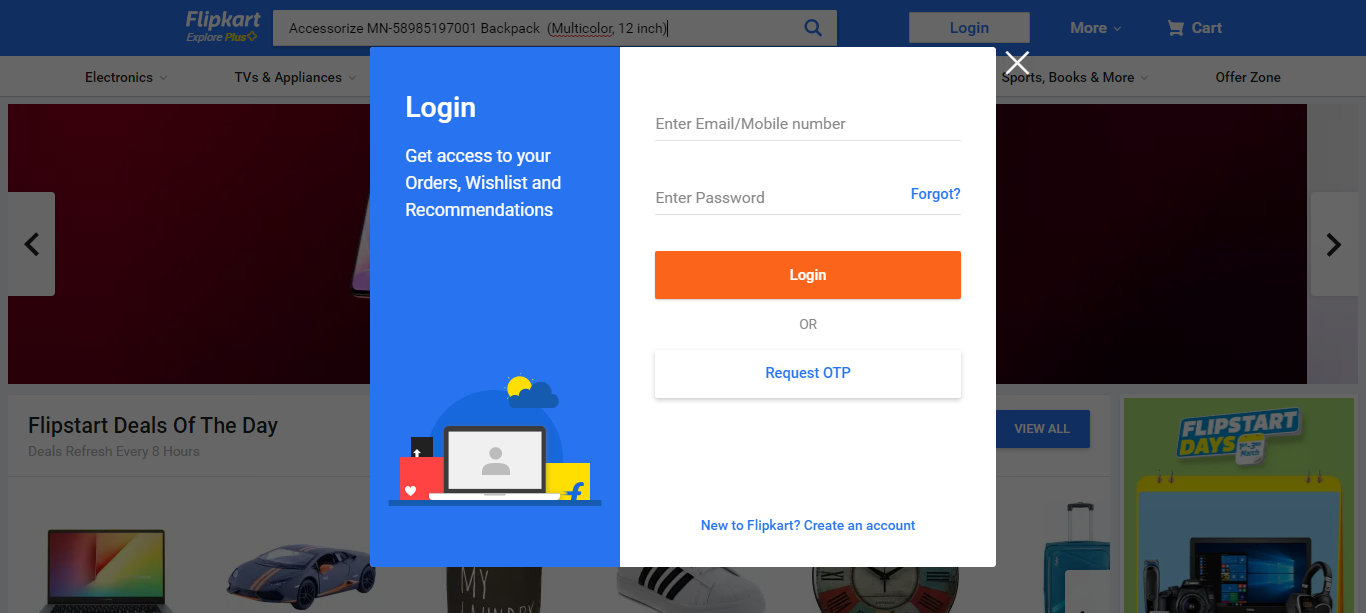 Flipkart
Explore Plus
Accessorize MN-58985197001 Backpack (Multicolor, 12 inch)
Login
More
Cart
Electronics
TVs & Appliances
Sports, Books & More
Offer Zone
Login
Get access to your
Orders, Wishlist and
Recommendations
Enter Email/Mobile number
Enter Password
Forgot?
Login
OR
Request OTP
New to Flipkart? Create an account
Flipstart Deals Of The Day
Deals Refresh Every 8 Hours
VIEW ALL
FLIPSTART
DAYS
March
MY
LAUNDRY